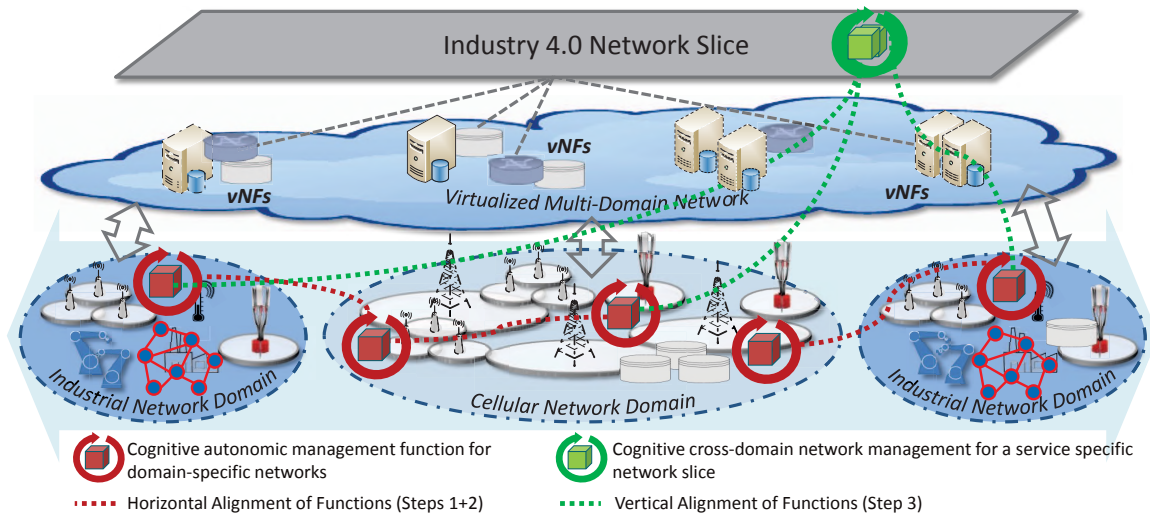 Industry 4.0 Network Slice
vNFs
vNFs
vNFs
Virtualized Multi-Domain Network
Industrial Network Domain
Cellular Network Domain
Industrial Network Domain
Cognitive autonomic management function for
domain-specific networks
Cognitive cross-domain network management for a service specific
network slice
Horizontal Alignment of Functions (Steps 1+2)
Vertical Alignment of Functions (Step 3)